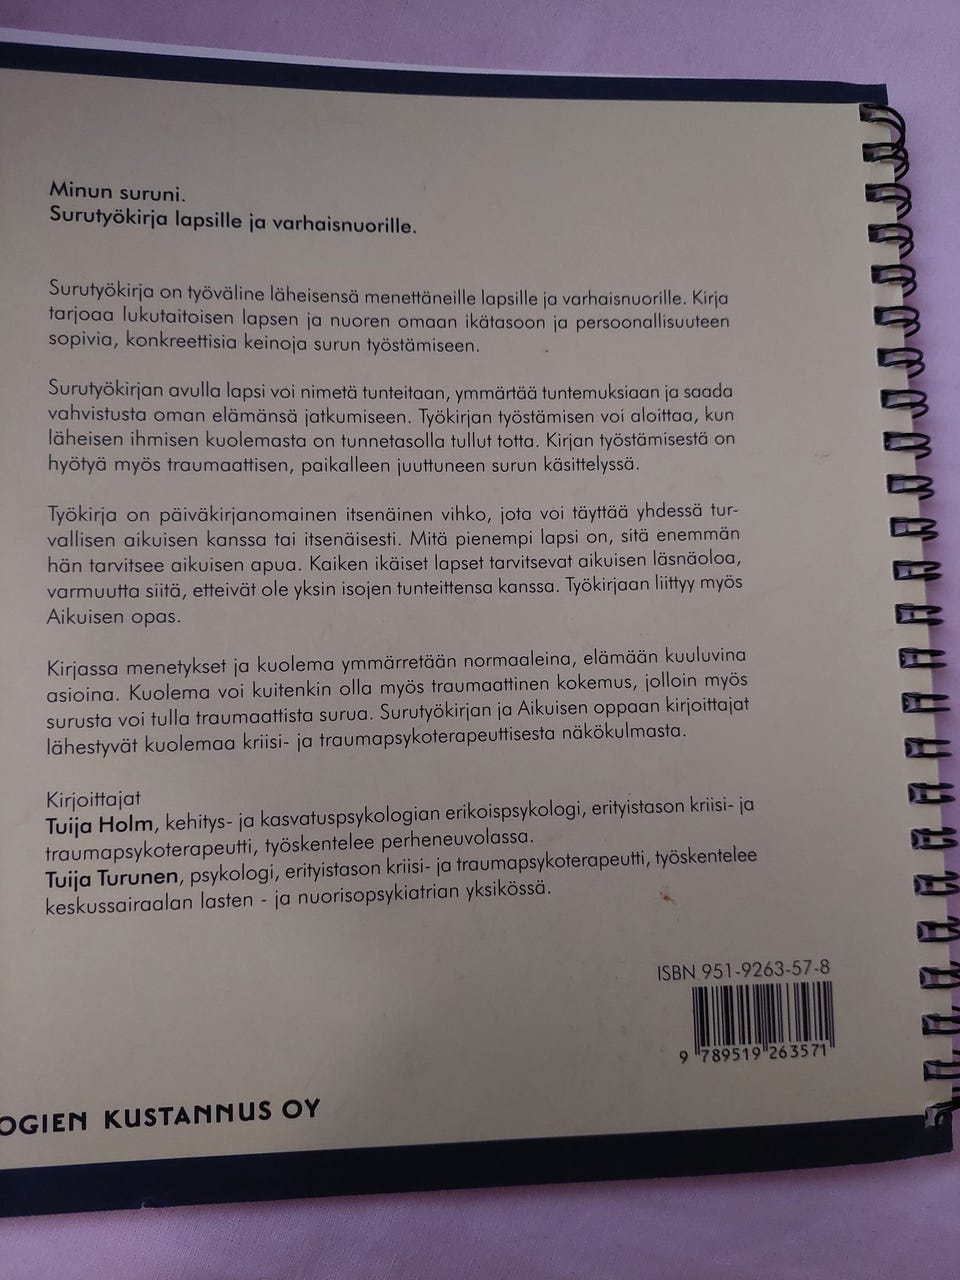 Minun suruni.
Surutyökirja lapsille ja varhaisnuorille.
Surutyökirja on työväline läheisensä menettäneille lapsille ja varhaisnuorille. Kirja
tarjoaa lukutaitoisen lapsen ja nuoren omaan ikätasoon ja persoonallisuuteen
sopivia, konkreettisia keinoja surun työstämiseen.
Surutyökirjan avulla lapsi voi nimetä tunteitaan, ymmärtää tuntemuksiaan ja saada
vahvistusta oman elämänsä jatkumiseen. Työkirjan työstämisen voi aloittaa, kun
läheisen ihmisen kuolemasta on tunnetasolla tullut totta. Kirjan työstämisestä on
hyötyä myös traumaattisen, paikalleen juuttuneen surun käsittelyssä.
Työkirja on päiväkirjanomainen itsenäinen vihko, jota voi täyttää yhdessä tur-
vallisen aikuisen kanssa tai itsenäisesti. Mitä pienempi lapsi on, sitä enemmän
hän tarvitsee aikuisen apua. Kaiken ikäiset lapset tarvitsevat aikuisen läsnäoloa,
varmuutta siitä, etteivät ole yksin isojen tunteittensa kanssa. Työkirjaan liittyy myös
Aikuisen opas.
Kirjassa menetykset ja kuolema ymmärretään normaaleina, elämään kuuluvina
asioina. Kuolema voi kuitenkin olla myös traumaattinen kokemus, jolloin myös
surusta voi tulla traumaattista surua. Surutyökirjan ja Aikuisen oppaan kirjoittajat
lähestyvät kuolemaa kriisi- ja traumapsykoterapeuttisesta näkökulmasta.
Kirjoittajat
Tuija Holm, kehitys- ja kasvatuspsykologian erikoispsykologi, erityistason kriisi- ja
traumapsykoterapeutti, työskentelee perheneuvolassa.
Tuija Turunen, psykologi, erityistason kriisi- ja traumapsykoterapeutti, työskentelee
keskussairaalan lasten - ja nuorisopsykiatrian yksikössä.
ISBN 951-9263-57-8
9 789519 263571
OGIEN KUSTANNUS OY